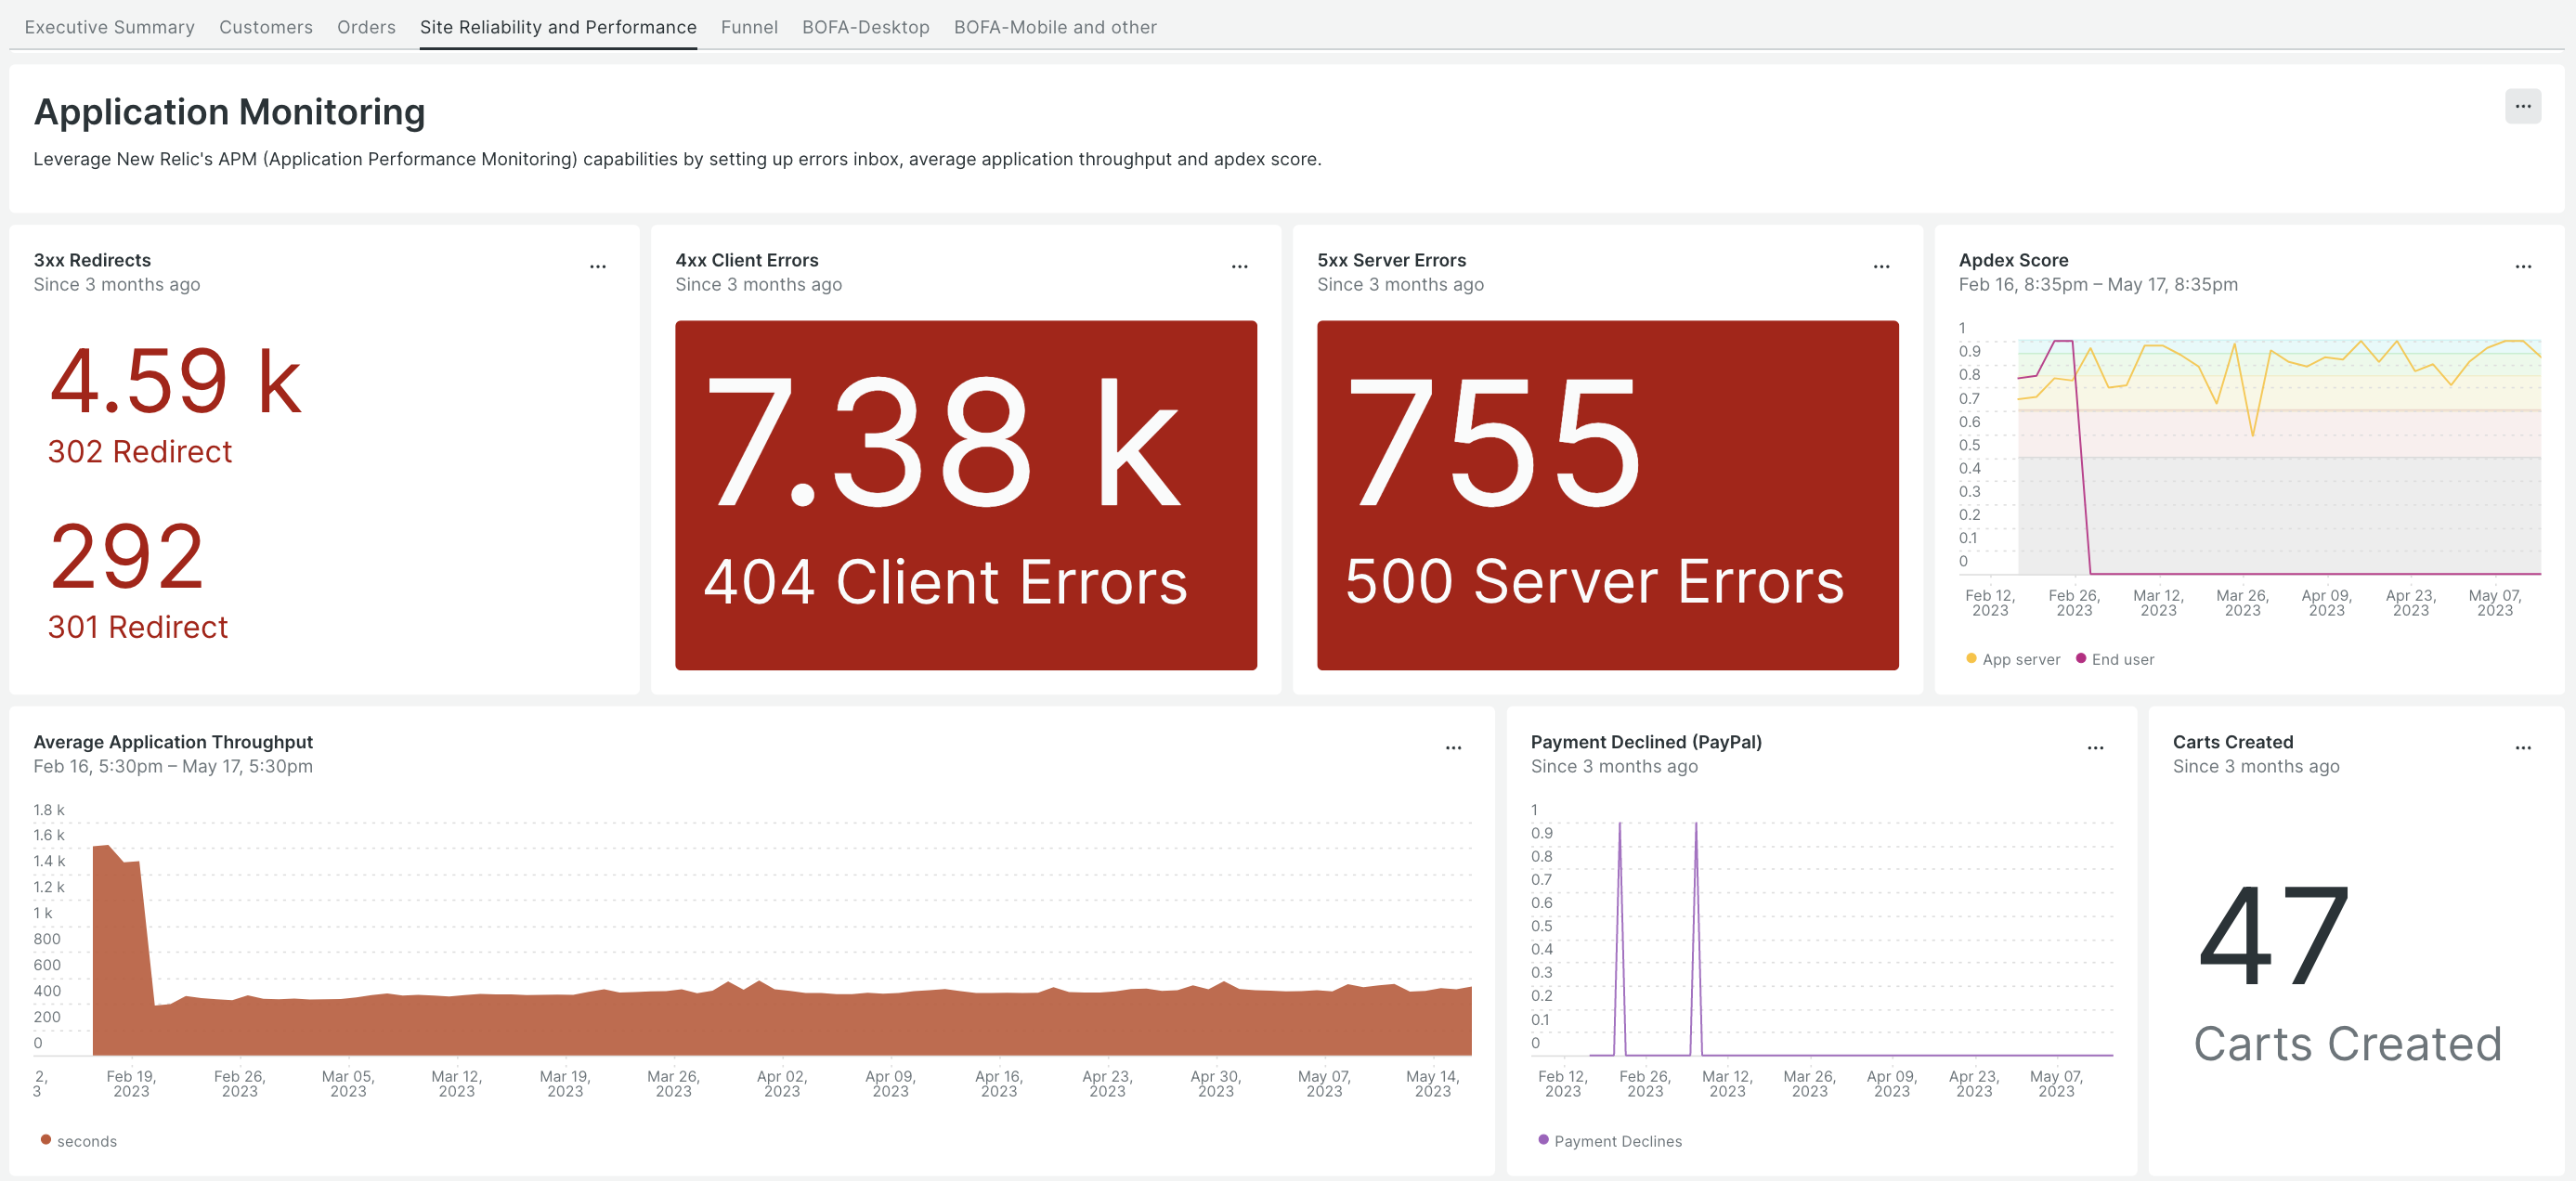 Executive Summary Customers Orders Site Reliability and Performance Funnel BOFA-Desktop BOFA-Mobile and other
Application Monitoring
...
Leverage New Relic's APM (Application Performance Monitoring) capabilities by setting up errors inbox, average application throughput and apdex score.
3xx Redirects
...
Since 3 months ago
4.59 k
302 Redirect
292
301 Redirect
4xx Client Errors
...
Since 3 months ago
7.38 k
404 Client Errors
5xx Server Errors
...
Since 3 months ago
755
500 Server Errors
Apdex Score
...
Feb 16, 8:35pm – May 17, 8:35pm
1
0.9
0.8
0.7
0.6
0.5
0.4
0.3
0.2
0.1
0
Feb 12, Feb 26, Mar 12, Mar 26, Apr 09, Apr 23, May 07,
2023 2023 2023 2023 2023 2023 2023
App server End user
Average Application Throughput
...
Feb 16, 5:30pm – May 17, 5:30pm
1.8 k
1.6 k
1.4 k
1.2 k
1 k
800
600
400
200
0
2, Feb 19, Feb 26, Mar 05, Mar 12, Mar 19, Mar 26, Apr 02, Apr 09, Apr 16, Apr 23, Apr 30, May 07, May 14,
3 2023 2023 2023 2023 2023 2023 2023 2023 2023 2023 2023 2023 2023
seconds
Payment Declined (PayPal)
...
Since 3 months ago
1
0.9
0.8
0.7
0.6
0.5
0.4
0.3
0.2
0.1
0
Feb 12, Feb 26, Mar 12, Mar 26, Apr 09, Apr 23, May 07,
2023 2023 2023 2023 2023 2023 2023
Payment Declines
Carts Created
...
Since 3 months ago
47
Carts Created